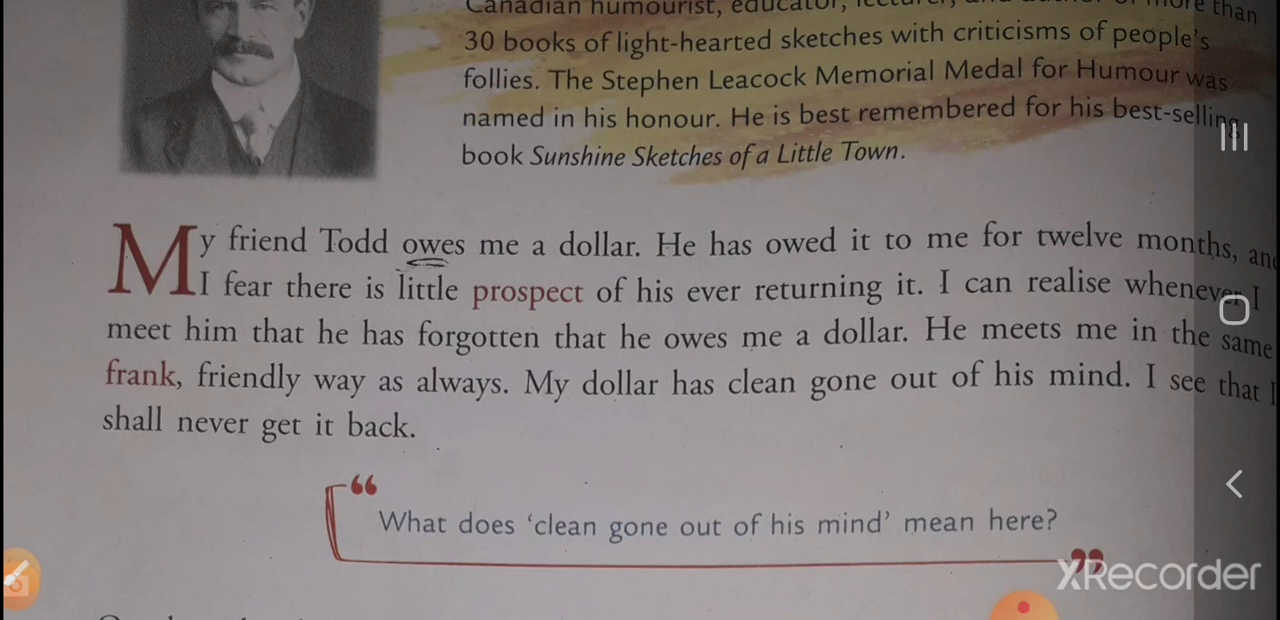 Canadian humourist, educator, than
30 books of light-hearted sketches with criticisms of people's
follies. The Stephen Leacock Memorial Medal for Humour was
named in his honour. He is best remembered for his best-selling
book Sunshine Sketches of a Little Town.
My friend Todd owes me a dollar. He has owed it to me for twelve months, and
I fear there is little prospect of his ever returning it. I can realise whenever I
meet him that he has forgotten that he owes me a dollar. He meets me in the same
frank, friendly way as always. My dollar has clean gone out of his mind. I see that I
shall never get it back.
“
What does ‘clean gone out of his mind’ mean here?
”
XRecorder